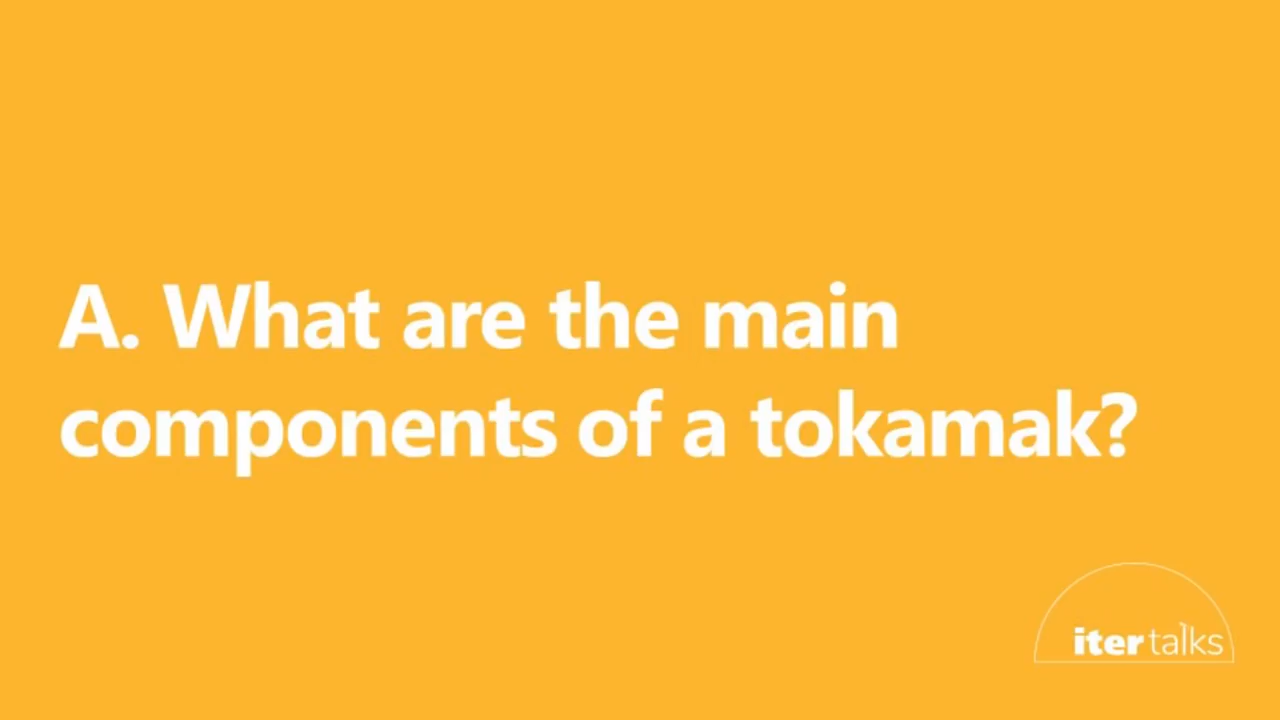 A. What are the main
components of a tokamak?
iter talks